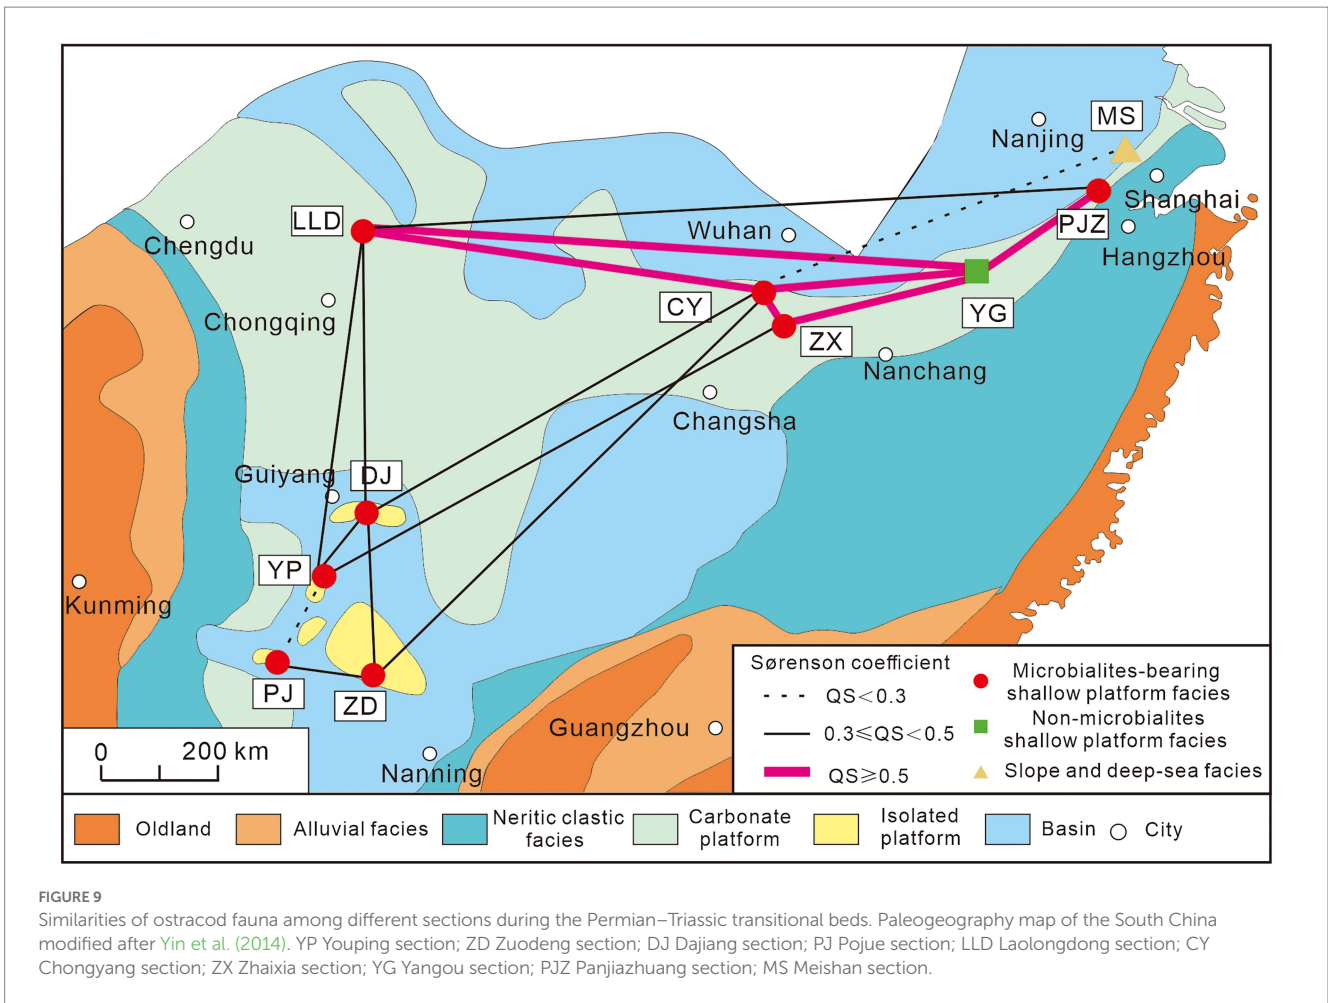 MS
Nanjing
Shanghai
PJZ
Hangzhou
LLD
Wuhan
Chengdu
CY
YG
Chongqing
ZX
Nanchang
Changsha
Guiyang
DJ
YP
Kunming
PJ
ZD
Guangzhou
Nanning
0 200 km
Sørenson coefficient
QS<0.3
0.3≤QS<0.5
QS≥0.5
Microbialites-bearing
shallow platform facies
Non-microbialites
shallow platform facies
Slope and deep-sea facies
Oldland
Alluvial facies
Neritic clastic
facies
Carbonate
platform
Isolated
platform
Basin
City
FIGURE 9
Similarities of ostracod fauna among different sections during the Permian–Triassic transitional beds. Paleogeography map of the South China
modified after Yin et al. (2014). YP Youping section; ZD Zuodeng section; DJ Dajiang section; PJ Pojue section; LLD Laolongdong section; CY
Chongyang section; ZX Zhaixia section; YG Yangou section; PJZ Panjiazhuang section; MS Meishan section.